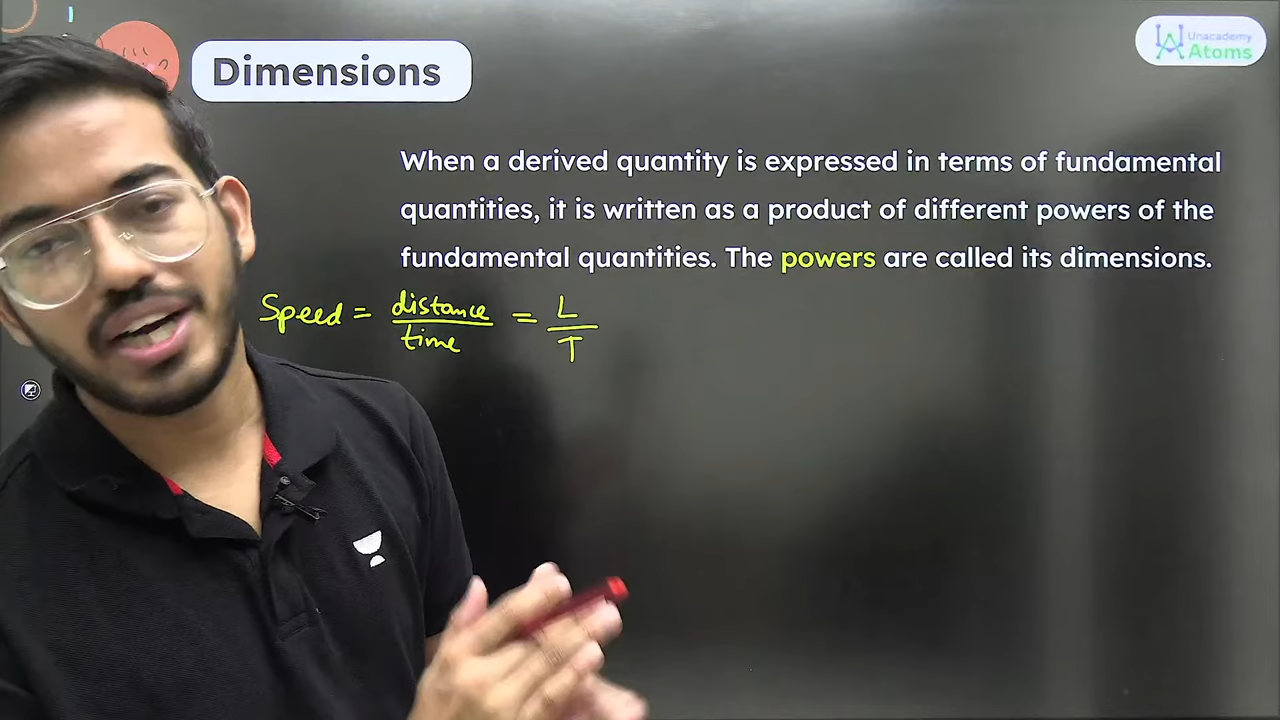 Dimensions
Unacademy
Atoms
When a derived quantity is expressed in terms of fundamental
quantities, it is written as a product of different powers of the
fundamental quantities. The powers are called its dimensions.
Speed = distance / time = L / T